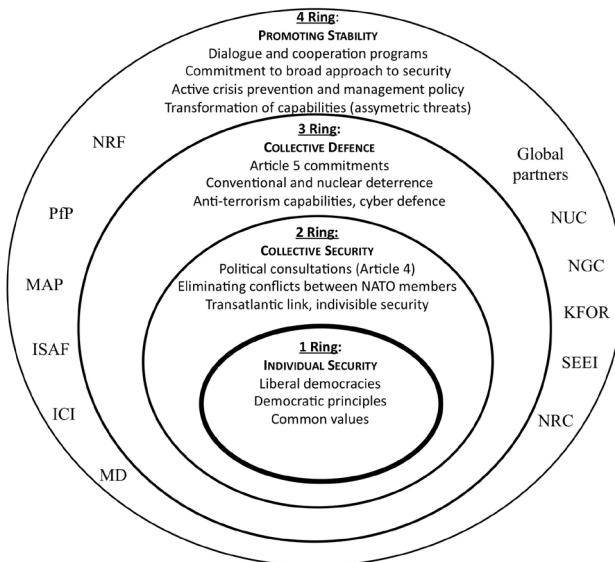 4 Ring:
PROMOTING STABILITY
Dialogue and cooperation programs
Commitment to broad approach to security
Active crisis prevention and management policy
Transformation of capabilities (assymetric threats)
3 Ring:
COLLECTIVE DEFENCE
Article 5 commitments
Conventional and nuclear deterrence
Anti-terrorism capabilities, cyber defence
2 Ring:
COLLECTIVE SECURITY
Political consultations (Article 4)
Eliminating conflicts between NATO members
Transatlantic link, indivisible security
1 Ring:
INDIVIDUAL SECURITY
Liberal democracies
Democratic principles
Common values
NRF
PfP
MAP
ISAF
ICI
MD
Global
partners
NUC
NGC
KFOR
SEEI
NRC